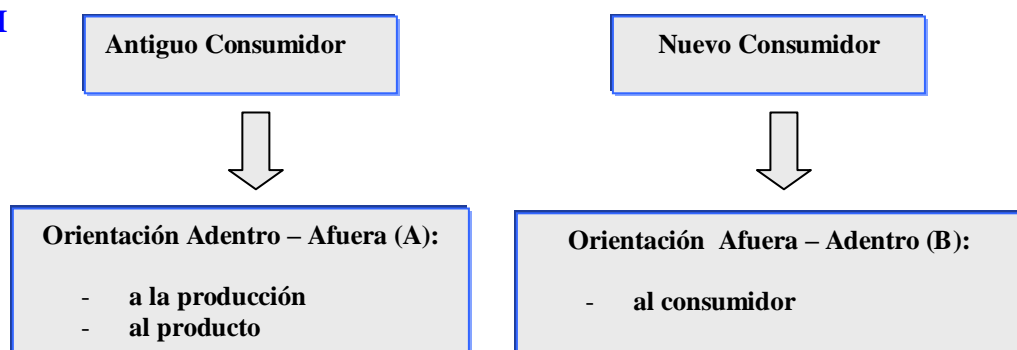 Antiguo Consumidor
Nuevo Consumidor
Orientación Adentro – Afuera (A):
- a la producción
- al producto
Orientación Afuera – Adentro (B):
- al consumidor